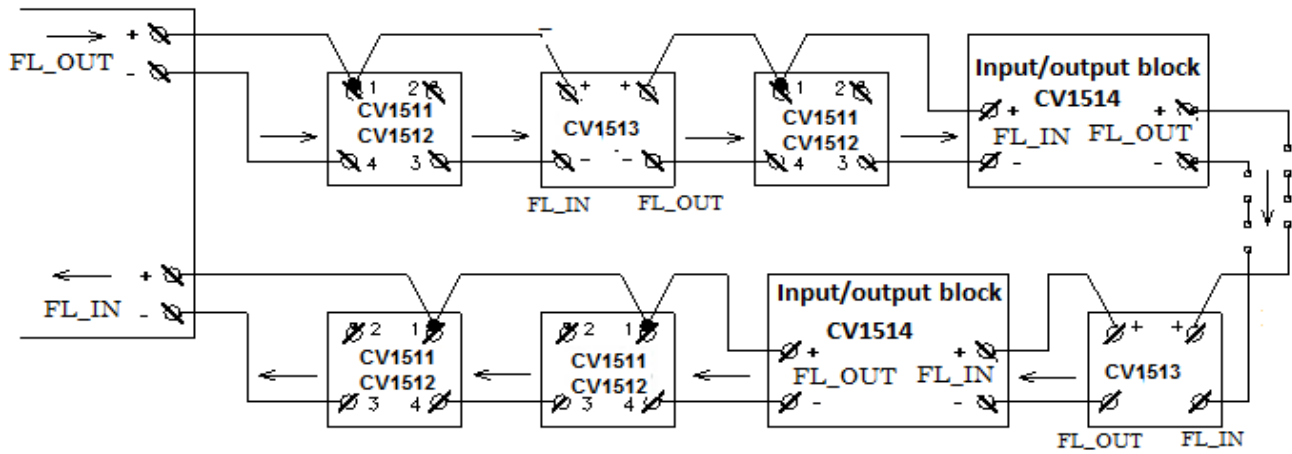 FL_OUT
+
-
1 2
CV1511
CV1512
4 3
–
+ +
CV1513
- -
FL_IN FL_OUT
1 2
CV1511
CV1512
4 3
Input/output block
CV1514
+ +
FL_IN FL_OUT
- -
+
FL_IN
-
2 1
CV1511
CV1512
3 4
2 1
CV1511
CV1512
3 4
Input/output block
CV1514
+ +
FL_OUT FL_IN
- -
+ +
CV1513
FL_OUT FL_IN